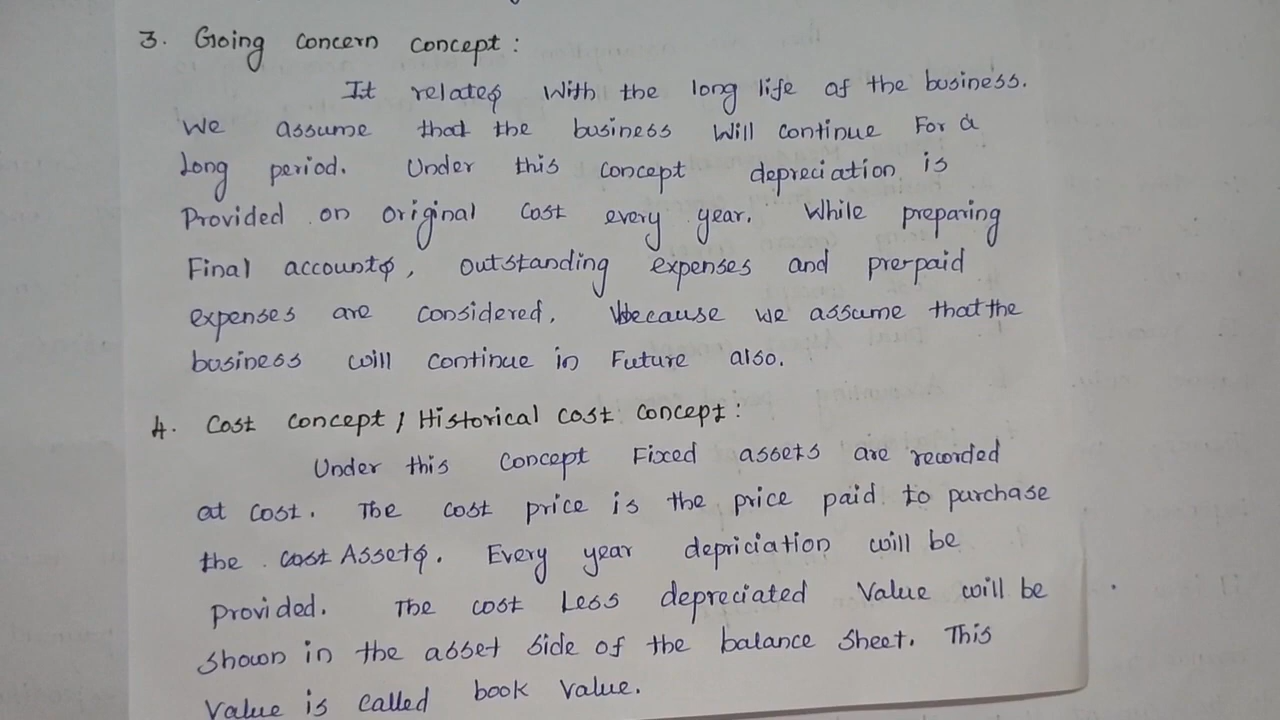 3. Going concern concept:
It relates with the long life of the business.
We assume that the business will continue For a
long period. Under this concept depreciation is
Provided on original cost every year. While preparing
Final accounts, outstanding expenses and prepaid
expenses are considered, because we assume that the
business will continue in Future also.
4. Cost concept / Historical cost concept:
Under this concept Fixed assets are recorded
at cost. The cost price is the price paid to purchase
the cost Assets. Every year depriciation will be
provided. The cost Less depreciated Value will be
shown in the asset side of the balance sheet. This
Value is called book value.